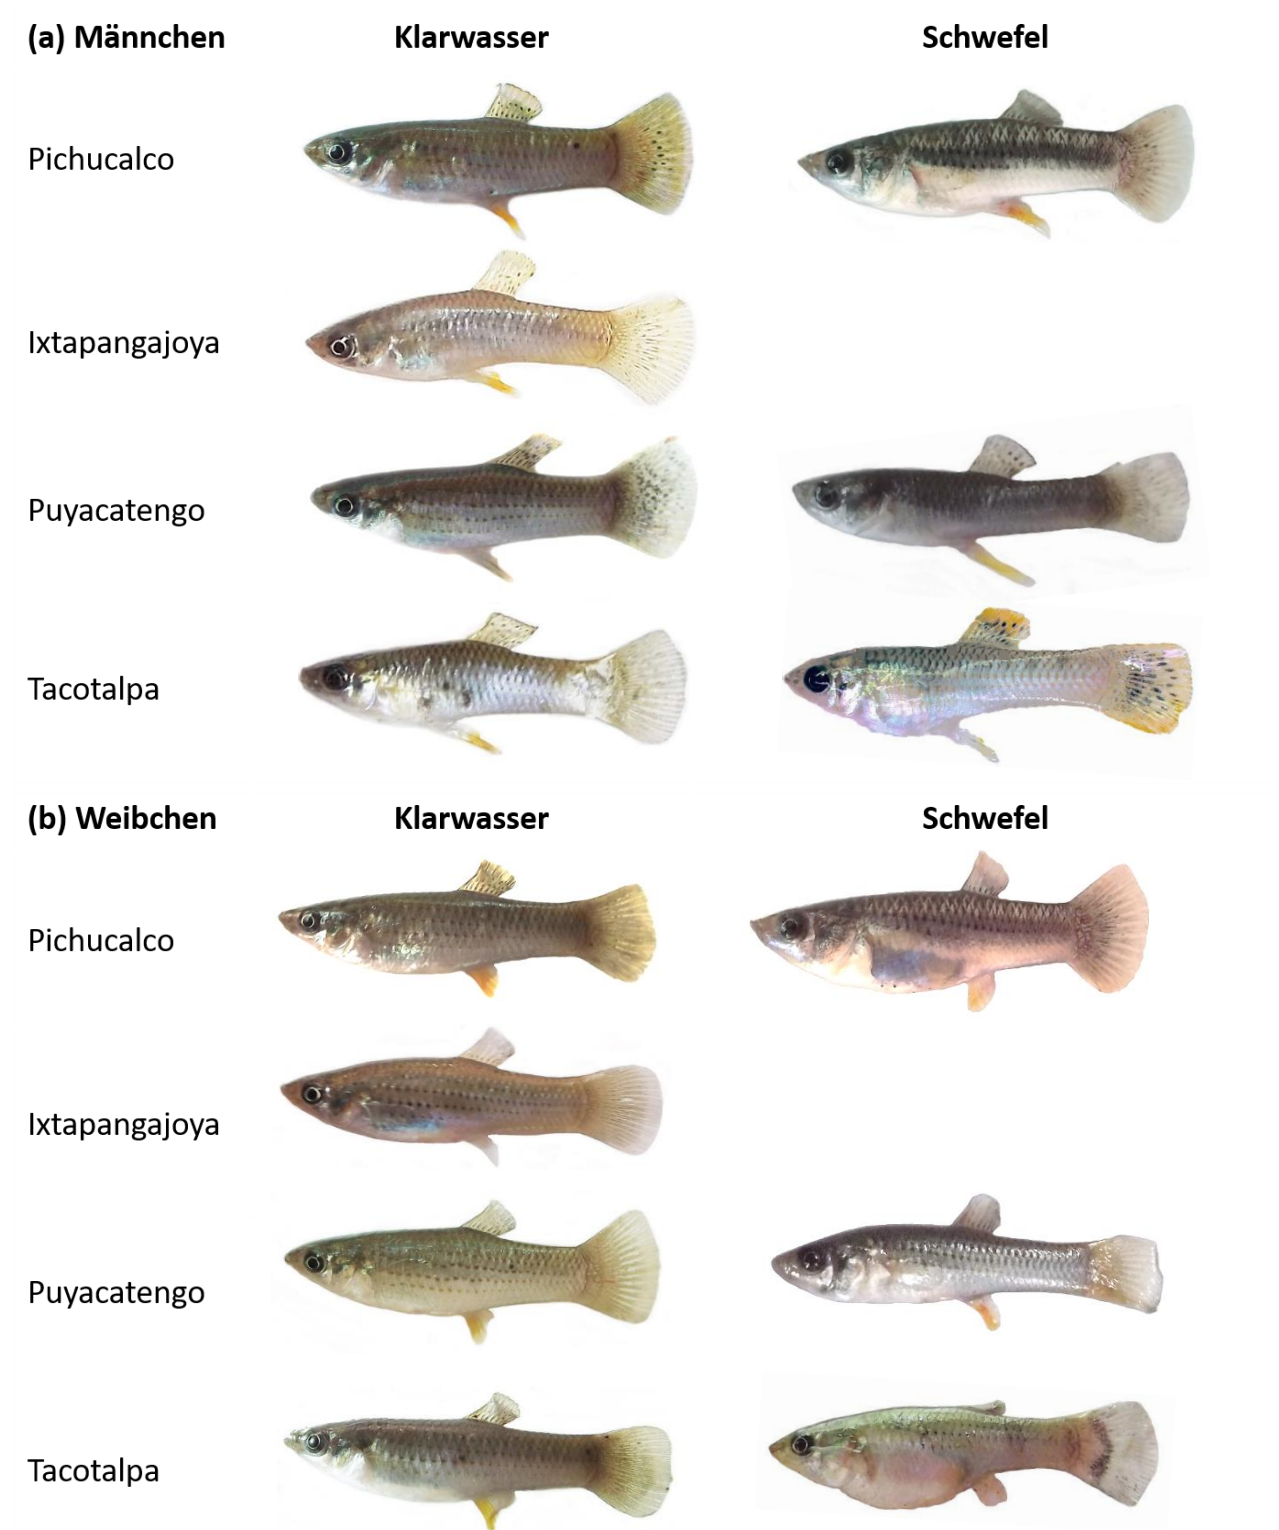 (a) Männchen Klarwasser Schwefel
Pichucalco
Ixtapangajoya
Puyacatengo
Tacotalpa
(b) Weibchen Klarwasser Schwefel
Pichucalco
Ixtapangajoya
Puyacatengo
Tacotalpa